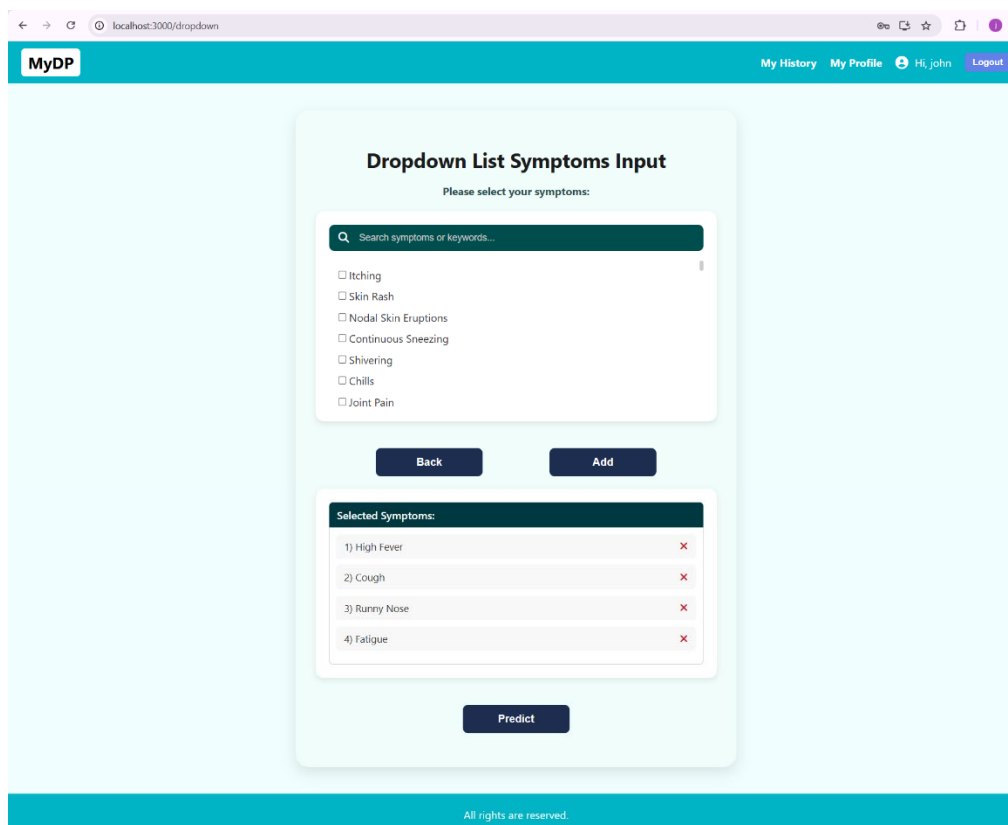 localhost:3000/dropdown
MyDP
My History My Profile Hi, john Logout
Dropdown List Symptoms Input
Please select your symptoms:
Search symptoms or keywords...
Itching
Skin Rash
Nodal Skin Eruptions
Continuous Sneezing
Shivering
Chills
Joint Pain
Back Add
Selected Symptoms:
1) High Fever
2) Cough
3) Runny Nose
4) Fatigue
Predict
All rights are reserved.